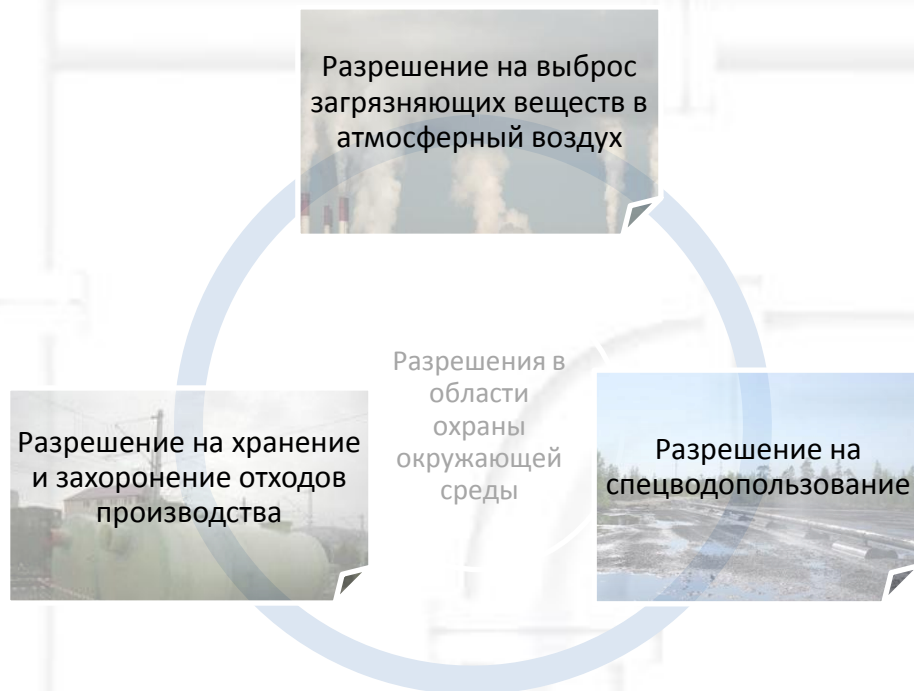 Разрешение на выброс
загрязняющих веществ в
атмосферный воздух
Разрешения в
области
охраны
окружающей
среды
Разрешение на хранение
и захоронение отходов
производства
Разрешение на
спецводопользование